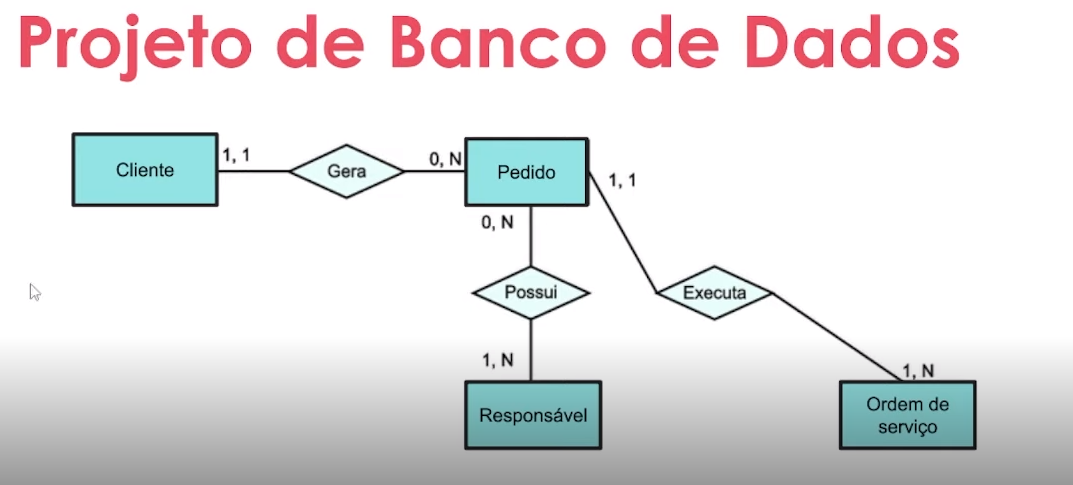 Projeto de Banco de Dados
Cliente
1, 1
Gera
0, N
Pedido
1, 1
0, N
Possui
Executa
1, N
Responsável
1, N
Ordem de
serviço